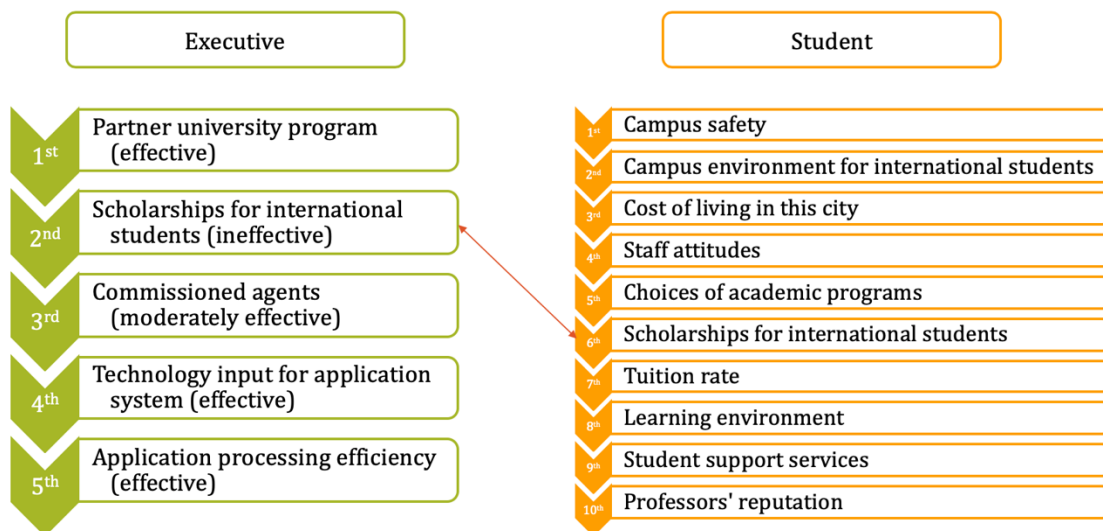 Executive
1st
Partner university program
(effective)
2nd
Scholarships for international
students (ineffective)
3rd
Commissioned agents
(moderately effective)
4th
Technology input for application
system (effective)
5th
Application processing efficiency
(effective)
Student
1st
Campus safety
2nd
Campus environment for international students
3rd
Cost of living in this city
4th
Staff attitudes
5th
Choices of academic programs
6th
Scholarships for international students
7th
Tuition rate
8th
Learning environment
9th
Student support services
10th
Professors' reputation